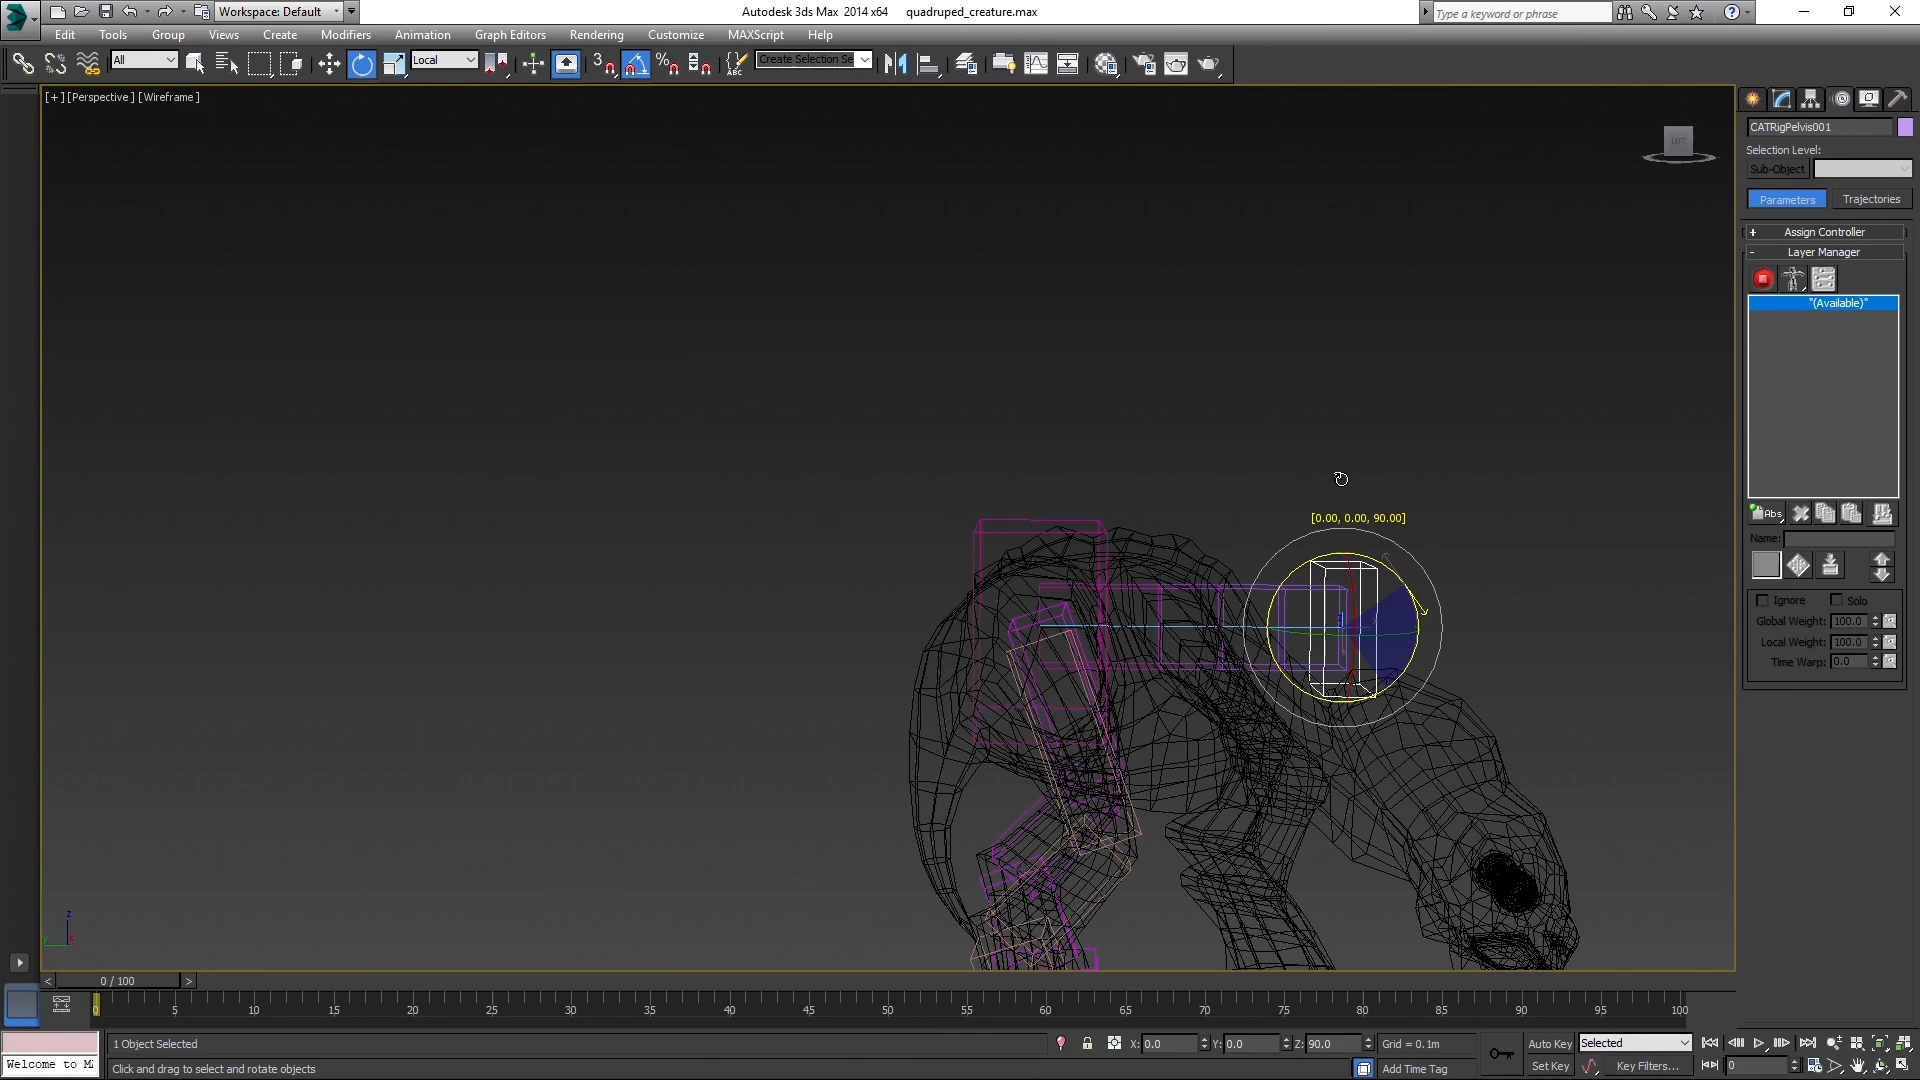 Workspace: Default
Autodesk 3ds Max 2014 x64 quadruped_creature.max
Type a keyword or phrase
Edit Tools Group Views Create Modifiers Animation Graph Editors Rendering Customize MAXScript Help
All
Local
3
ABC
Create Selection Se
[+] [Perspective ] [Wireframe ]
CATRigPelvis001
Selection Level:
Sub-Object
Parameters Trajectories
+ Assign Controller
- Layer Manager
"(Available)"
Abs
Name:
Ignore Solo
Global Weight: 100.0
Local Weight: 100.0
Time Warp: 0.0
[0.00, 0.00, 90.00]
z
y x
< 0 / 100 >
0 5 10 15 20 25 30 35 40 45 50 55 60 65 70 75 80 85 90 95 100
1 Object Selected
X: 0.0 Y: 0.0 Z: 90.0 Grid = 0.1m
Auto Key Selected
Welcome to M
Click and drag to select and rotate objects
Add Time Tag
Set Key Key Filters... 0